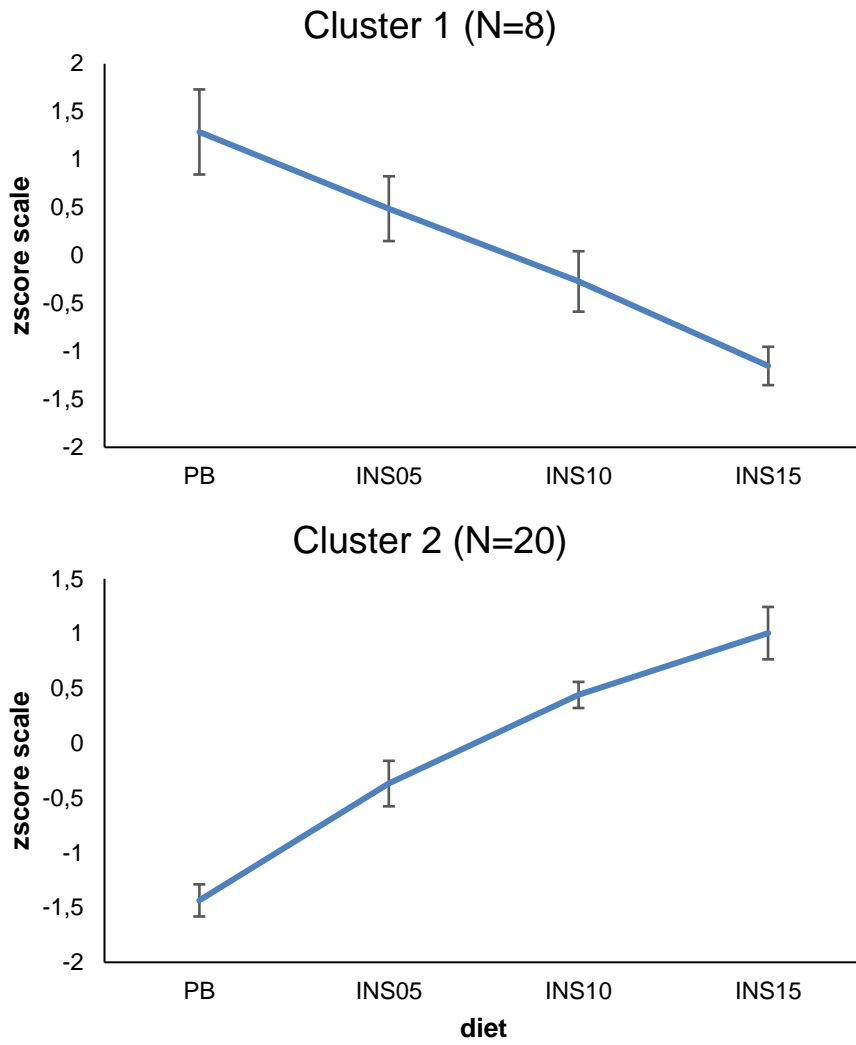 Cluster 1 (N=8)
2
1,5
1
0,5
0
-0,5
-1
-1,5
-2
zscore scale
PB INS05 INS10 INS15
Cluster 2 (N=20)
1,5
1
0,5
0
-0,5
-1
-1,5
-2
zscore scale
PB INS05 INS10 INS15
diet